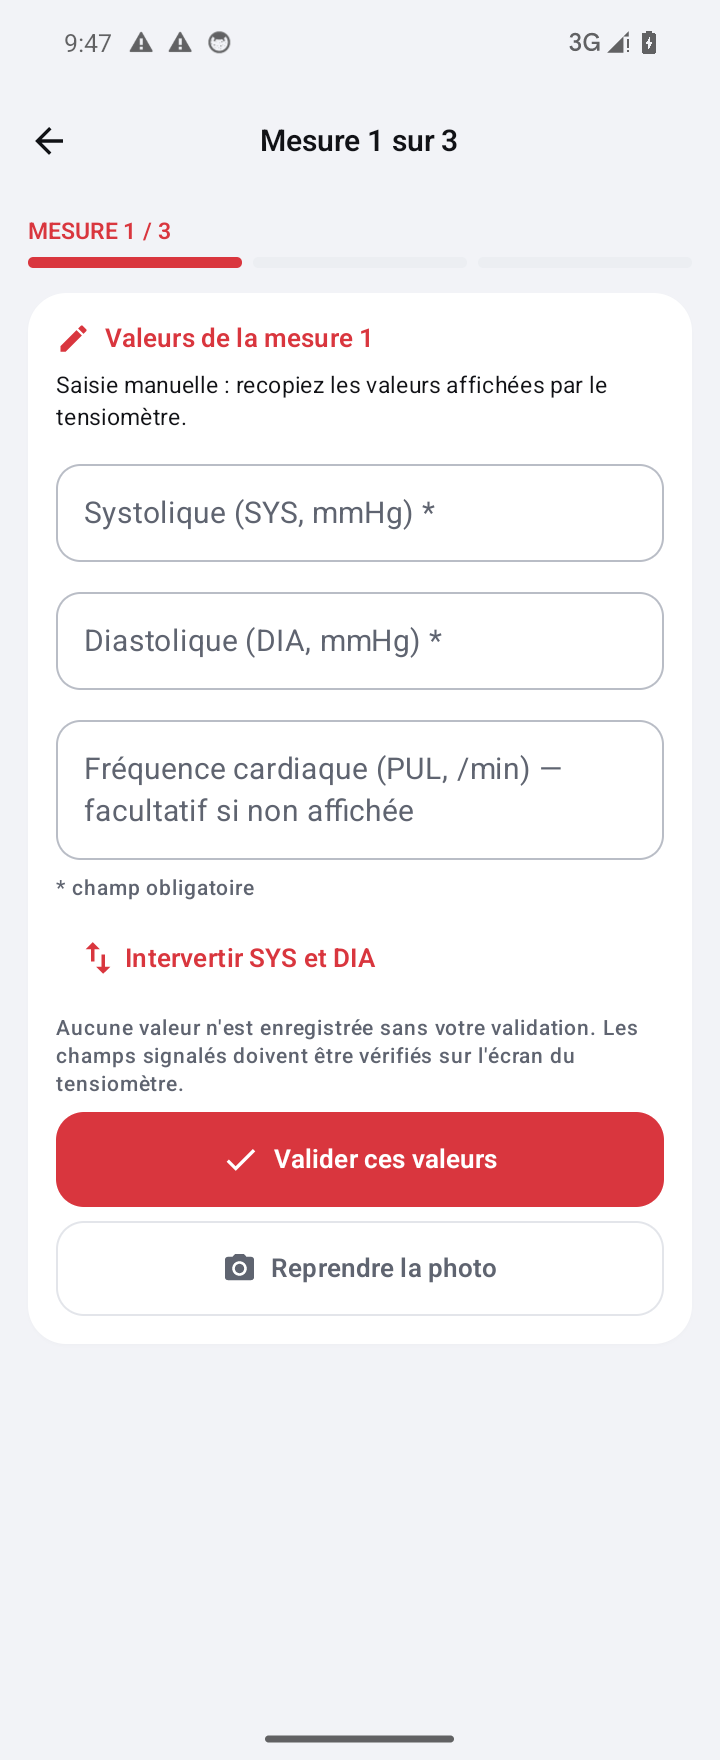 9:47
3G
Mesure 1 sur 3
MESURE 1 / 3
Valeurs de la mesure 1
Saisie manuelle : recopiez les valeurs affichées par le
tensiomètre.
Systolique (SYS, mmHg) *
Diastolique (DIA, mmHg) *
Fréquence cardiaque (PUL, /min) —
facultatif si non affichée
* champ obligatoire
Intervertir SYS et DIA
Aucune valeur n'est enregistrée sans votre validation. Les
champs signalés doivent être vérifiés sur l'écran du
tensiomètre.
Valider ces valeurs
Reprendre la photo